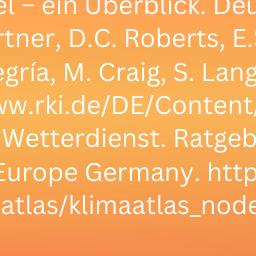 el – ein Überblick. Deu
rtner, D.C. Roberts, E.S
egría, M. Craig, S. Lang
ww.rki.de/DE/Content/
Wetterdienst. Ratgeb
Europe Germany. http
atlas/klimaatlas_node